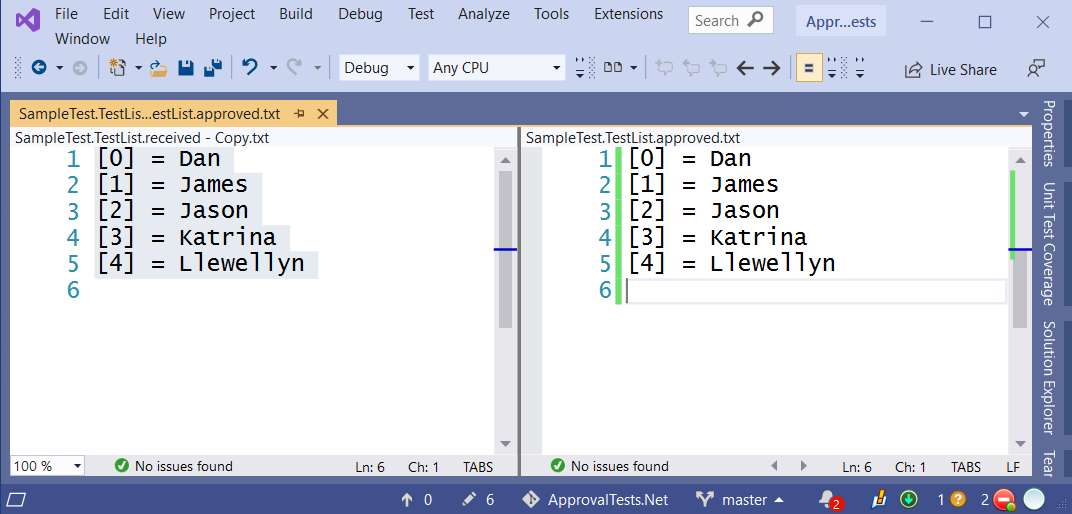 File Edit View Project Build Debug Test Analyze Tools Extensions Search Appr...ests
Window Help
Debug Any CPU Live Share
SampleTest.TestLis...estList.approved.txt
SampleTest.TestList.received - Copy.txt
1 [0] = Dan
2 [1] = James
3 [2] = Jason
4 [3] = Katrina
5 [4] = Llewellyn
6
100 % No issues found Ln: 6 Ch: 1 TABS
SampleTest.TestList.approved.txt
1 [0] = Dan
2 [1] = James
3 [2] = Jason
4 [3] = Katrina
5 [4] = Llewellyn
6
No issues found Ln: 6 Ch: 1 TABS LF
Properties
Unit Test Coverage
Solution Explorer
Tear
0 6 ApprovalTests.Net master 2 1 ? 2